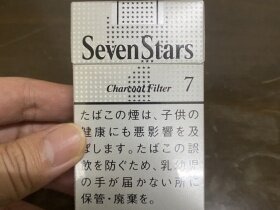 Seven Stars
Charcoal Filter 7
たばこの煙は、子供の
健康にも悪影響を及
ぼします。たばこの誤
飲を防ぐため、乳幼児
の手が届かない所に
保管・廃棄を。